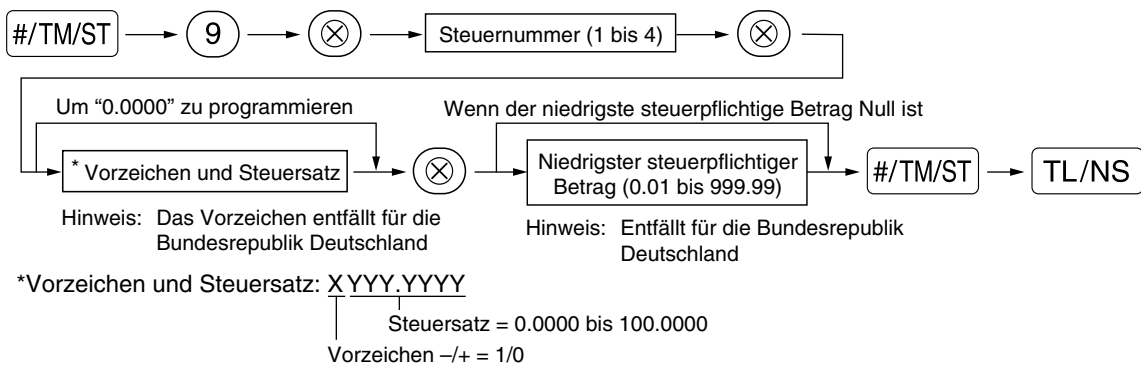 #/TM/ST 9 ⊗ Steuernummer (1 bis 4) ⊗
Um “0.0000” zu programmieren
Wenn der niedrigste steuerpflichtige Betrag Null ist
* Vorzeichen und Steuersatz ⊗
Niedrigster steuerpflichtiger
Betrag (0.01 bis 999.99)
#/TM/ST TL/NS
Hinweis: Das Vorzeichen entfällt für die
Bundesrepublik Deutschland
Hinweis: Entfällt für die Bundesrepublik
Deutschland
*Vorzeichen und Steuersatz: X YYY.YYYY
Steuersatz = 0.0000 bis 100.0000
Vorzeichen –/+ = 1/0